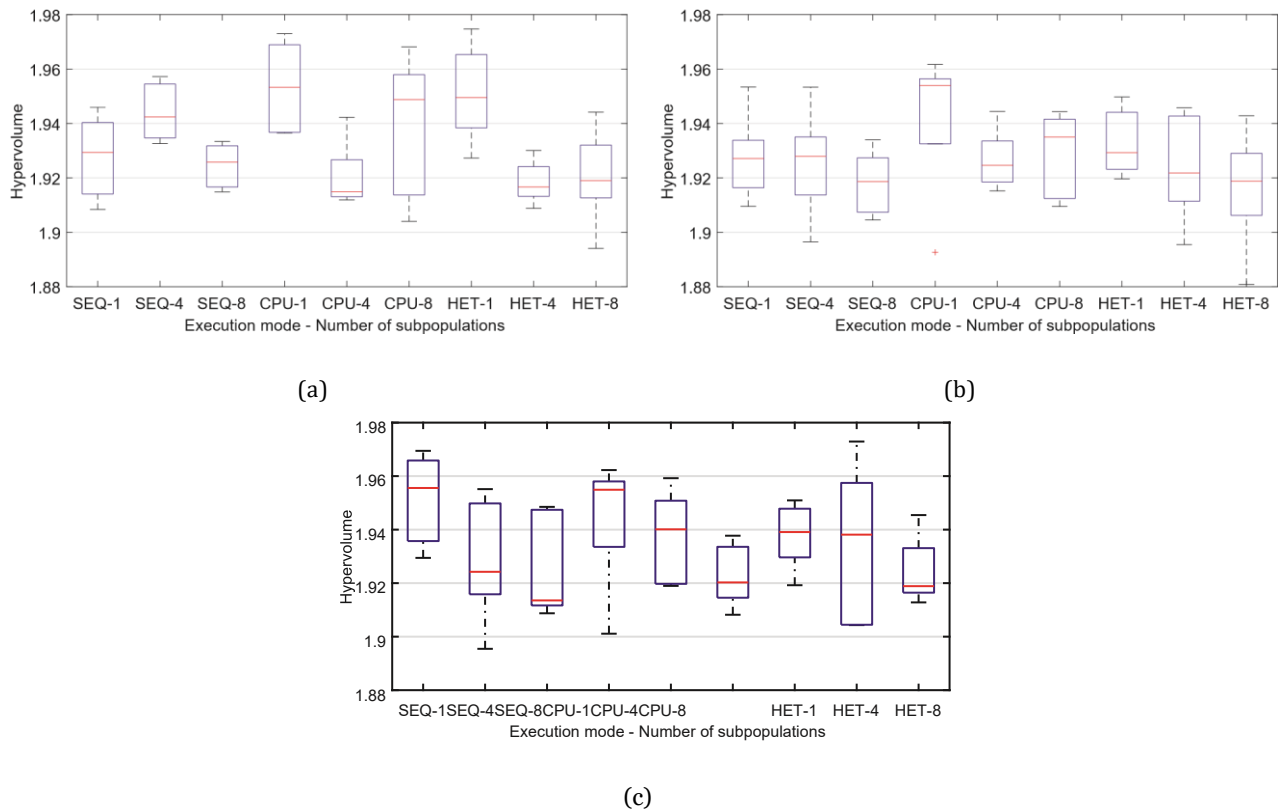 1.98
1.96
1.94
1.92
1.9
1.88
Hypervolume
SEQ-1 SEQ-4 SEQ-8 CPU-1 CPU-4 CPU-8 HET-1 HET-4 HET-8
Execution mode - Number of subpopulations
(a)
1.98
1.96
1.94
1.92
1.9
1.88
Hypervolume
SEQ-1 SEQ-4 SEQ-8 CPU-1 CPU-4 CPU-8 HET-1 HET-4 HET-8
Execution mode - Number of subpopulations
(b)
1.98
1.96
1.94
1.92
1.9
1.88
Hypervolume
SEQ-1SEQ-4SEQ-8CPU-1CPU-4CPU-8 HET-1 HET-4 HET-8
Execution mode - Number of subpopulations
(c)